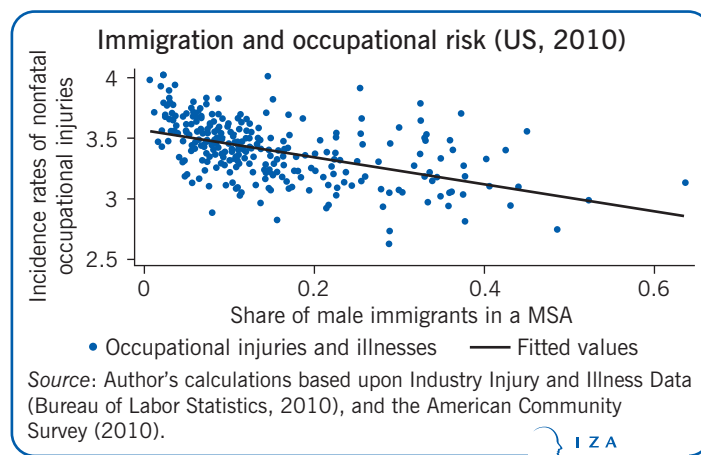 Immigration and occupational risk (US, 2010)
Incidence rates of nonfatal
occupational injuries
4
3.5
3
2.5
0
0.2
0.4
0.6
Share of male immigrants in a MSA
Occupational injuries and illnesses
Fitted values
Source: Author's calculations based upon Industry Injury and Illness Data
(Bureau of Labor Statistics, 2010), and the American Community
Survey (2010).
IZA